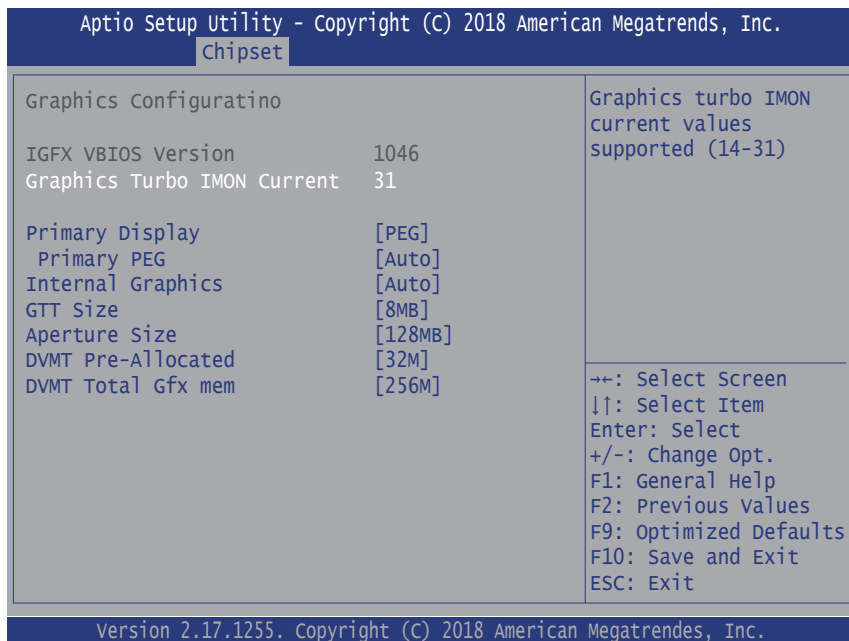 Aptio Setup Utility - Copyright (C) 2018 American Megatrends, Inc.
Chipset
Graphics Configuratino
IGFX VBIOS Version 1046
Graphics Turbo IMON Current 31
Primary Display [PEG]
Primary PEG [Auto]
Internal Graphics [Auto]
GTT Size [8MB]
Aperture Size [128MB]
DVMT Pre-Allocated [32M]
DVMT Total Gfx mem [256M]
Graphics turbo IMON
current values
supported (14-31)
→←: Select Screen
↓↑: Select Item
Enter: Select
+/-: Change Opt.
F1: General Help
F2: Previous Values
F9: Optimized Defaults
F10: Save and Exit
ESC: Exit
Version 2.17.1255. Copyright (C) 2018 American Megatrendes, Inc.